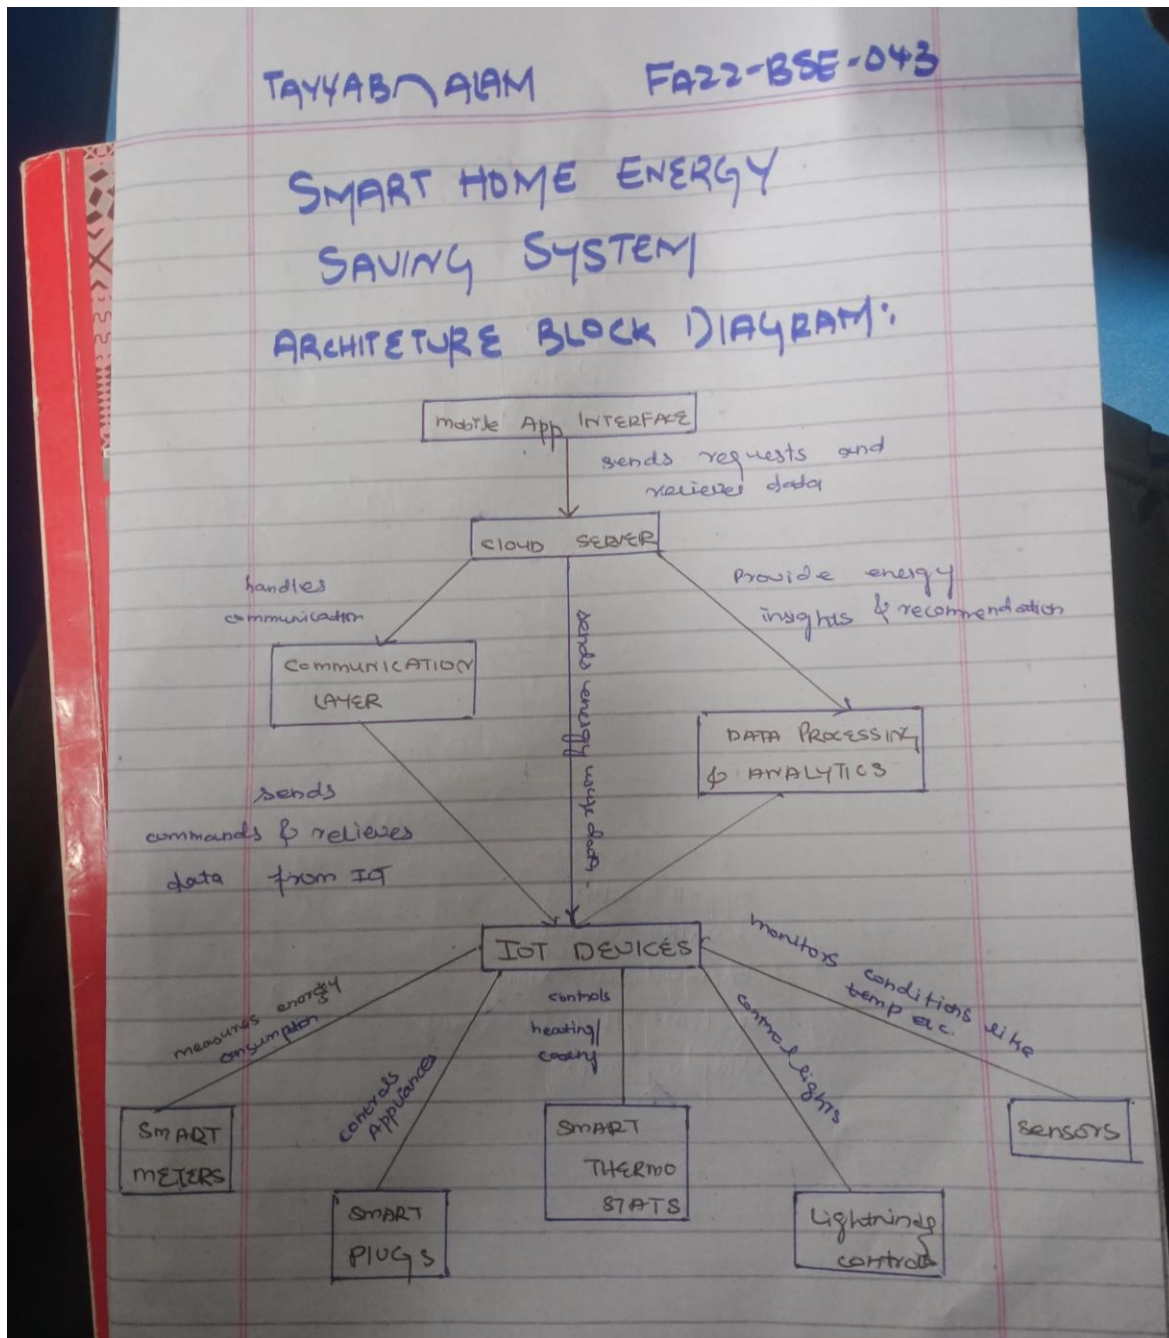 TAYYAB ALAM FA22-BSE-043
SMART HOME ENERGY
SAVING SYSTEM
ARCHITETURE BLOCK DIAGRAM:
Mobile App INTERFACE
sends requests and
relieves data
CLOUD SERVER
handles
communication
Provide energy
insights & recommendation
sends energy usage data
COMMUNICATION
LAYER
DATA PROCESSING
& ANALYTICS
sends
commands & relieves
data from IOT
IOT DEVICES
measures energy
consumption
controls
Appliances
controls
heating/
cooling
control lights
monitors conditions like
temp etc.
SMART
METERS
SMART
PLUGS
SMART
THERMO
STATS
Lightning
control
sensors